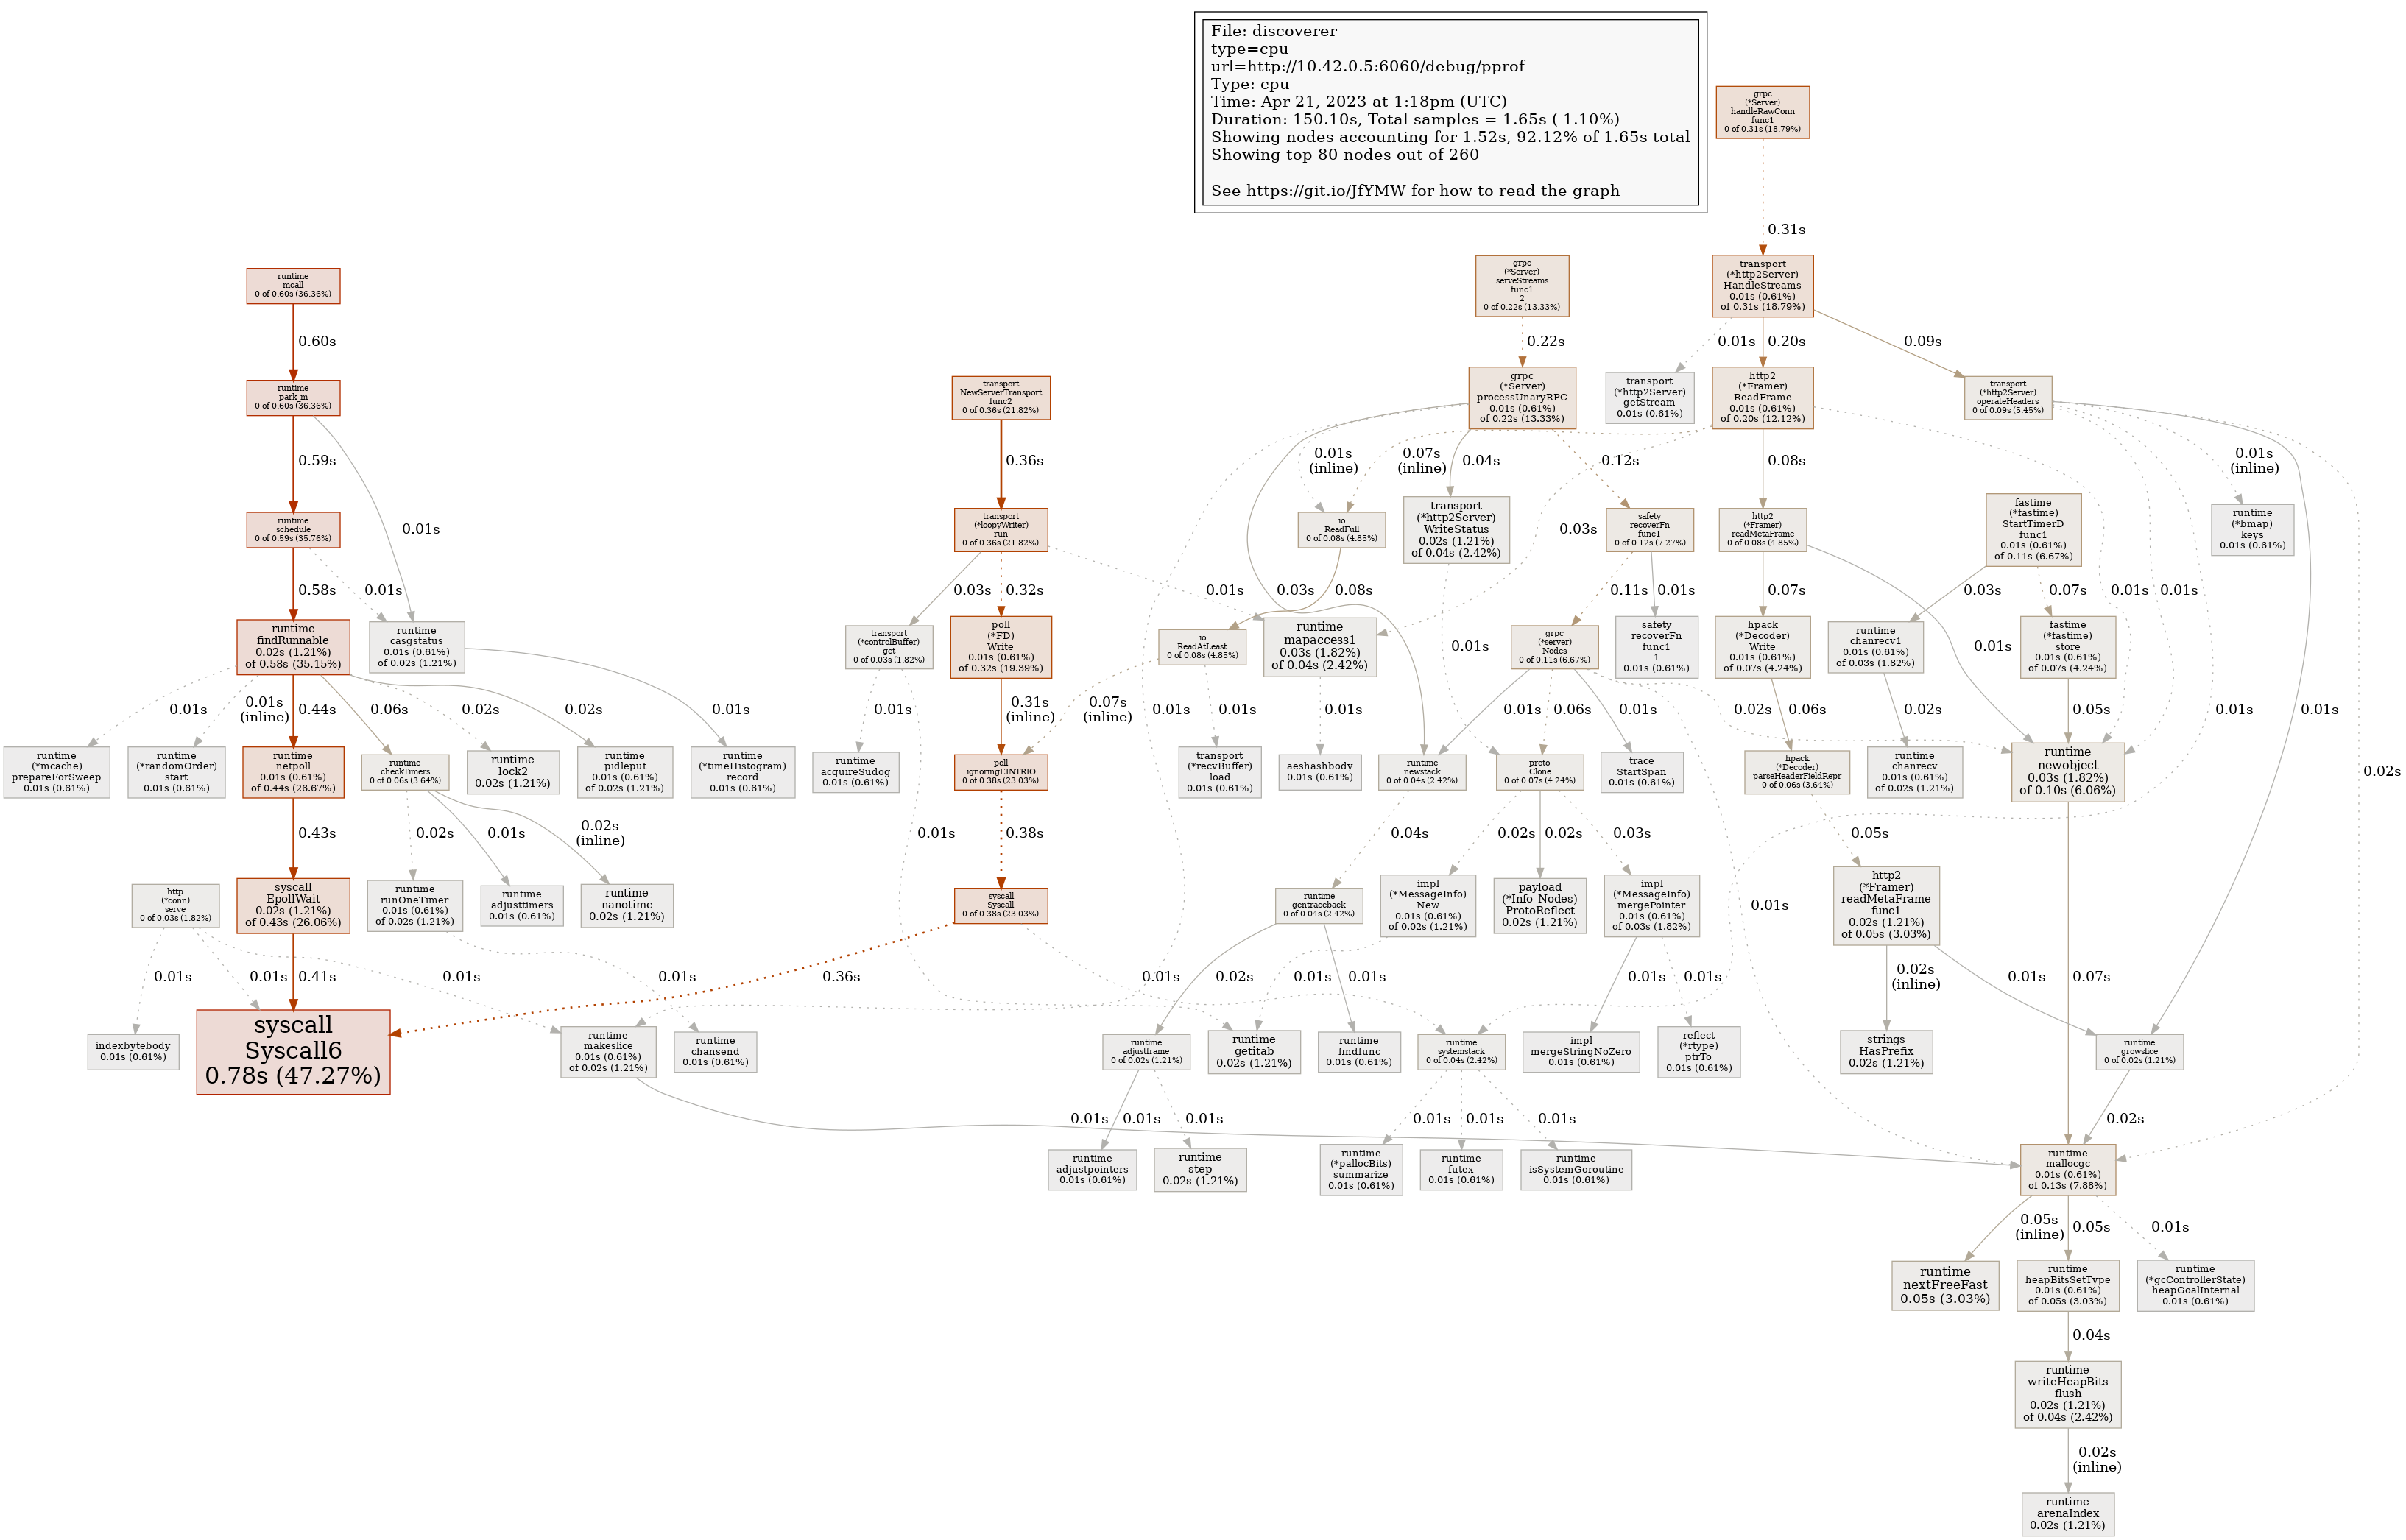 File: discoverer
type=cpu
url=http://10.42.0.5:6060/debug/pprof
Type: cpu
Time: Apr 21, 2023 at 1:18pm (UTC)
Duration: 150.10s, Total samples = 1.65s ( 1.10%)
Showing nodes accounting for 1.52s, 92.12% of 1.65s total
Showing top 80 nodes out of 260
See https://git.io/JfYMW for how to read the graph
grpc
(*Server)
handleRawConn
func1
0 of 0.31s (18.79%)
0.31s
runtime
mcall
0 of 0.60s (36.36%)
grpc
(*Server)
serveStreams
func1
2
0 of 0.22s (13.33%)
transport
(*http2Server)
HandleStreams
0.01s (0.61%)
of 0.31s (18.79%)
0.60s
0.22s
0.01s
0.20s
0.09s
runtime
park_m
0 of 0.60s (36.36%)
transport
NewServerTransport
func2
0 of 0.36s (21.82%)
grpc
(*Server)
processUnaryRPC
0.01s (0.61%)
of 0.22s (13.33%)
transport
(*http2Server)
getStream
0.01s (0.61%)
http2
(*Framer)
ReadFrame
0.01s (0.61%)
of 0.20s (12.12%)
transport
(*http2Server)
operateHeaders
0 of 0.09s (5.45%)
0.59s
0.01s
0.36s
0.01s
(inline)
0.07s
(inline)
0.04s
0.12s
0.08s
0.01s
(inline)
runtime
schedule
0 of 0.59s (35.76%)
transport
(*loopyWriter)
run
0 of 0.36s (21.82%)
io
ReadFull
0 of 0.08s (4.85%)
transport
(*http2Server)
WriteStatus
0.02s (1.21%)
of 0.04s (2.42%)
0.03s
safety
recoverFn
func1
0 of 0.12s (7.27%)
http2
(*Framer)
readMetaFrame
0 of 0.08s (4.85%)
fastime
(*fastime)
StartTimerD
func1
0.01s (0.61%)
of 0.11s (6.67%)
runtime
(*bmap)
keys
0.01s (0.61%)
0.58s
0.01s
0.03s
0.32s
0.01s
0.03s
0.08s
0.11s
0.01s
0.07s
0.03s
0.07s
0.01s
0.01s
runtime
findRunnable
0.02s (1.21%)
of 0.58s (35.15%)
runtime
casgstatus
0.01s (0.61%)
of 0.02s (1.21%)
transport
(*controlBuffer)
get
0 of 0.03s (1.82%)
poll
(*FD)
Write
0.01s (0.61%)
of 0.32s (19.39%)
io
ReadAtLeast
0 of 0.08s (4.85%)
runtime
mapaccess1
0.03s (1.82%)
of 0.04s (2.42%)
0.01s
grpc
(*server)
Nodes
0 of 0.11s (6.67%)
safety
recoverFn
func1
1
0.01s (0.61%)
hpack
(*Decoder)
Write
0.01s (0.61%)
of 0.07s (4.24%)
0.01s
runtime
chanrecv1
0.01s (0.61%)
of 0.03s (1.82%)
fastime
(*fastime)
store
0.01s (0.61%)
of 0.07s (4.24%)
0.01s
0.01s
(inline)
0.44s
0.06s
0.02s
0.02s
0.01s
0.01s
0.31s
(inline)
0.07s
(inline)
0.01s
0.01s
0.01s
0.01s
0.06s
0.01s
0.02s
0.06s
0.02s
0.05s
0.01s
0.01s
runtime
(*mcache)
prepareForSweep
0.01s (0.61%)
runtime
(*randomOrder)
start
0.01s (0.61%)
runtime
netpoll
0.01s (0.61%)
of 0.44s (26.67%)
runtime
checkTimers
0 of 0.06s (3.64%)
runtime
lock2
0.02s (1.21%)
runtime
pidleput
0.01s (0.61%)
of 0.02s (1.21%)
runtime
(*timeHistogram)
record
0.01s (0.61%)
runtime
acquireSudog
0.01s (0.61%)
poll
ignoringEINTRIO
0 of 0.38s (23.03%)
transport
(*recvBuffer)
load
0.01s (0.61%)
aeshashbody
0.01s (0.61%)
runtime
newstack
0 of 0.04s (2.42%)
proto
Clone
0 of 0.07s (4.24%)
trace
StartSpan
0.01s (0.61%)
hpack
(*Decoder)
parseHeaderFieldRepr
0 of 0.06s (3.64%)
runtime
chanrecv
0.01s (0.61%)
of 0.02s (1.21%)
runtime
newobject
0.03s (1.82%)
of 0.10s (6.06%)
0.02s
0.43s
0.02s
0.01s
0.02s
(inline)
0.01s
0.38s
0.04s
0.02s
0.02s
0.03s
0.05s
http
(*conn)
serve
0 of 0.03s (1.82%)
syscall
EpollWait
0.02s (1.21%)
of 0.43s (26.06%)
runtime
runOneTimer
0.01s (0.61%)
of 0.02s (1.21%)
runtime
adjusttimers
0.01s (0.61%)
runtime
nanotime
0.02s (1.21%)
syscall
Syscall
0 of 0.38s (23.03%)
runtime
gentraceback
0 of 0.04s (2.42%)
impl
(*MessageInfo)
New
0.01s (0.61%)
of 0.02s (1.21%)
payload
(*Info_Nodes)
ProtoReflect
0.02s (1.21%)
impl
(*MessageInfo)
mergePointer
0.01s (0.61%)
of 0.03s (1.82%)
0.01s
http2
(*Framer)
readMetaFrame
func1
0.02s (1.21%)
of 0.05s (3.03%)
0.01s
0.01s
0.41s
0.01s
0.01s
0.36s
0.01s
0.02s
0.01s
0.01s
0.01s
0.01s
0.02s
(inline)
0.01s
0.07s
indexbytebody
0.01s (0.61%)
syscall
Syscall6
0.78s (47.27%)
runtime
makeslice
0.01s (0.61%)
of 0.02s (1.21%)
runtime
chansend
0.01s (0.61%)
runtime
adjustframe
0 of 0.02s (1.21%)
runtime
getitab
0.02s (1.21%)
runtime
findfunc
0.01s (0.61%)
runtime
systemstack
0 of 0.04s (2.42%)
impl
mergeStringNoZero
0.01s (0.61%)
reflect
(*rtype)
ptrTo
0.01s (0.61%)
strings
HasPrefix
0.02s (1.21%)
runtime
growslice
0 of 0.02s (1.21%)
0.01s
0.01s
0.01s
0.01s
0.01s
0.01s
0.02s
runtime
adjustpointers
0.01s (0.61%)
runtime
step
0.02s (1.21%)
runtime
(*pallocBits)
summarize
0.01s (0.61%)
runtime
futex
0.01s (0.61%)
runtime
isSystemGoroutine
0.01s (0.61%)
runtime
mallocgc
0.01s (0.61%)
of 0.13s (7.88%)
0.05s
(inline)
0.05s
0.01s
runtime
nextFreeFast
0.05s (3.03%)
runtime
heapBitsSetType
0.01s (0.61%)
of 0.05s (3.03%)
runtime
(*gcControllerState)
heapGoalInternal
0.01s (0.61%)
0.04s
runtime
writeHeapBits
flush
0.02s (1.21%)
of 0.04s (2.42%)
0.02s
(inline)
runtime
arenaIndex
0.02s (1.21%)